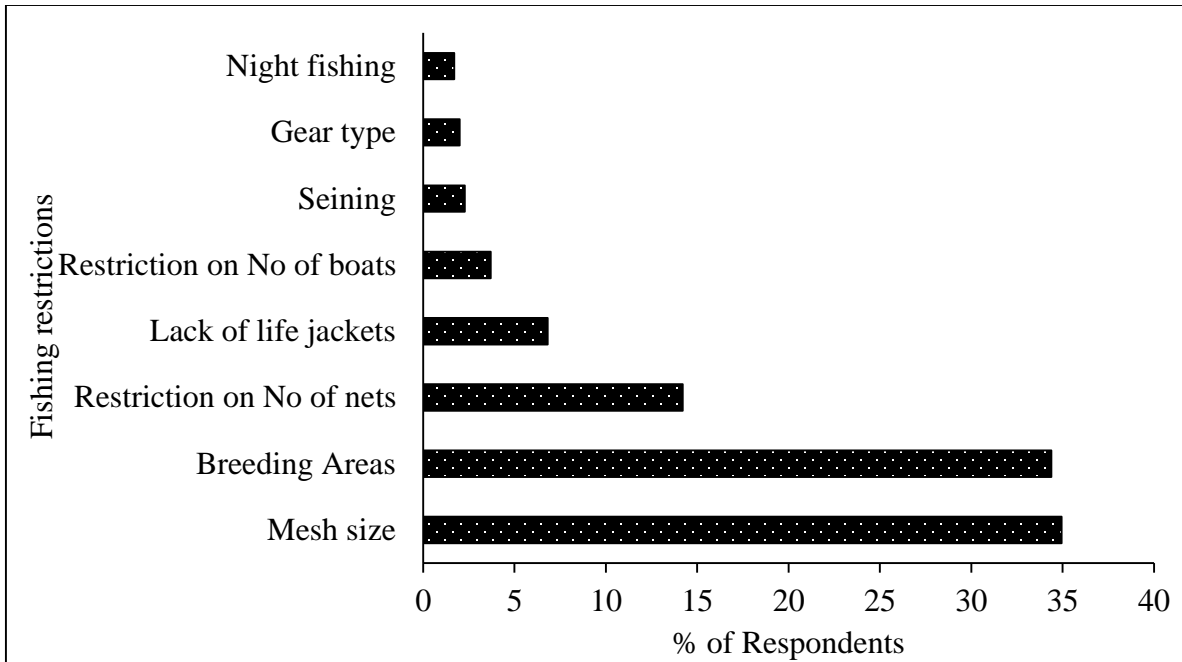 Night fishing
Gear type
Seining
Restriction on No of boats
Lack of life jackets
Restriction on No of nets
Breeding Areas
Mesh size
Fishing restrictions
0 5 10 15 20 25 30 35 40
% of Respondents